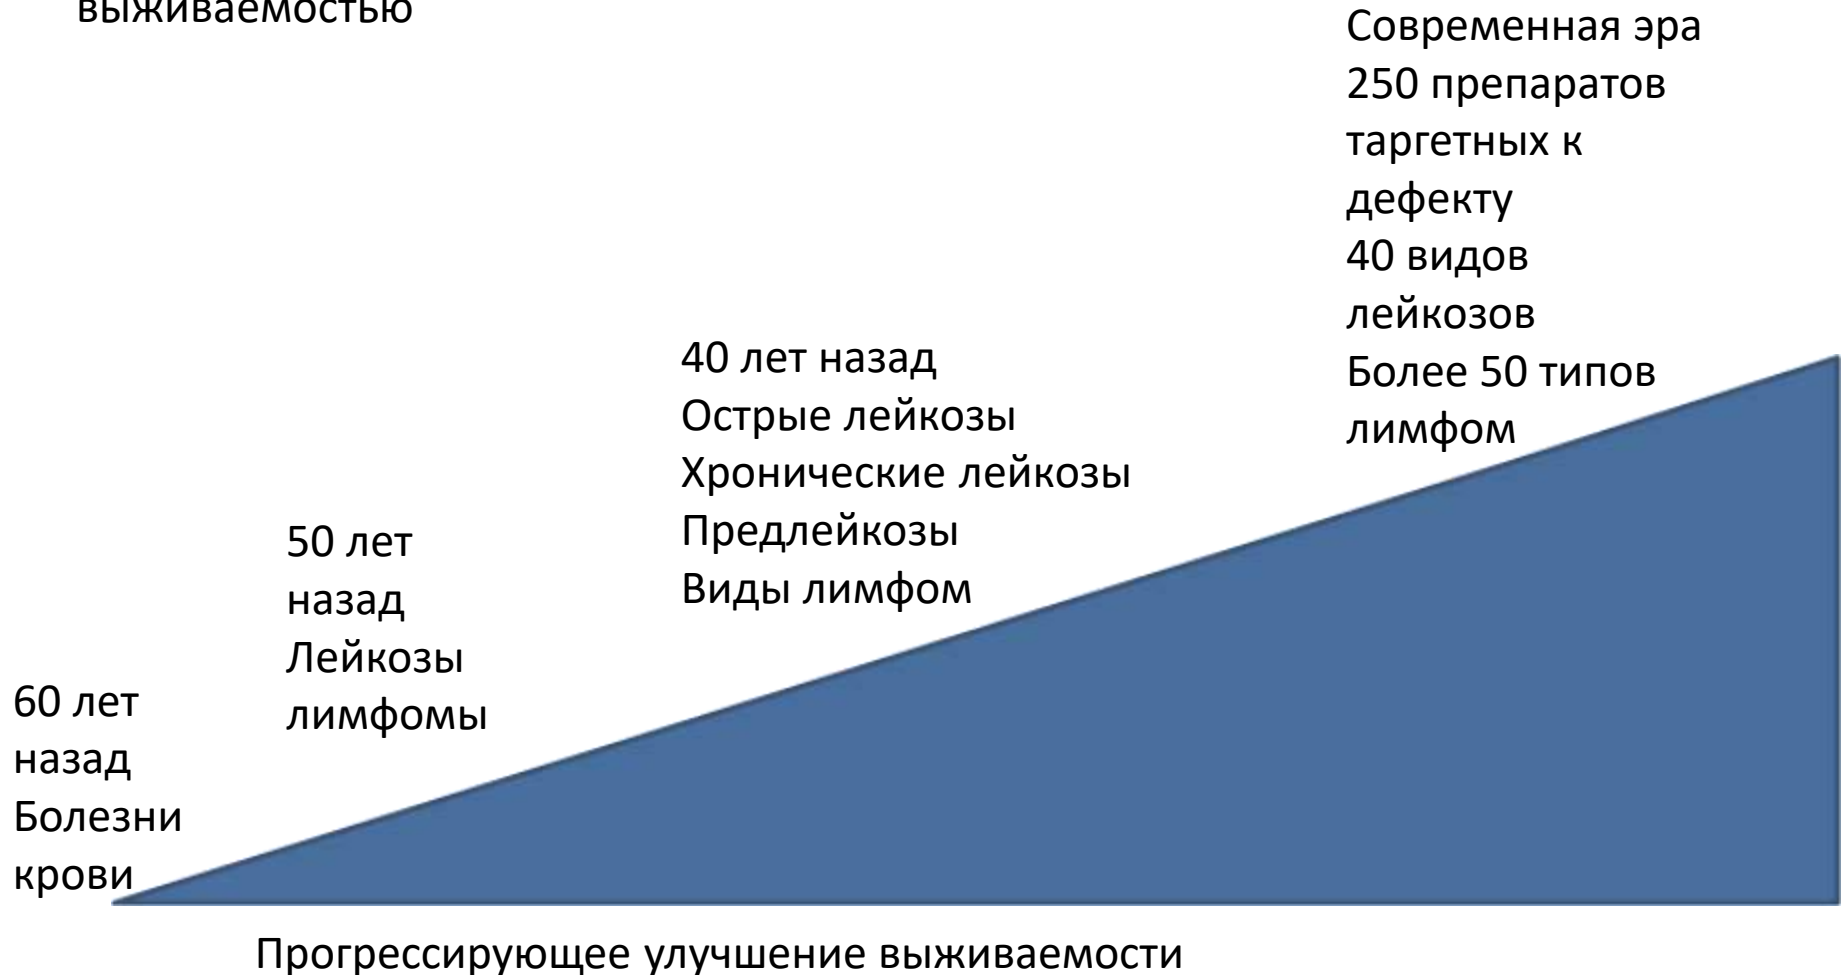 выживаемостью
60 лет
назад
Болезни
крови
50 лет
назад
Лейкозы
лимфомы
40 лет назад
Острые лейкозы
Хронические лейкозы
Предлейкозы
Виды лимфом
Современная эра
250 препаратов
таргетных к
дефекту
40 видов
лейкозов
Более 50 типов
лимфом
Прогрессирующее улучшение выживаемости